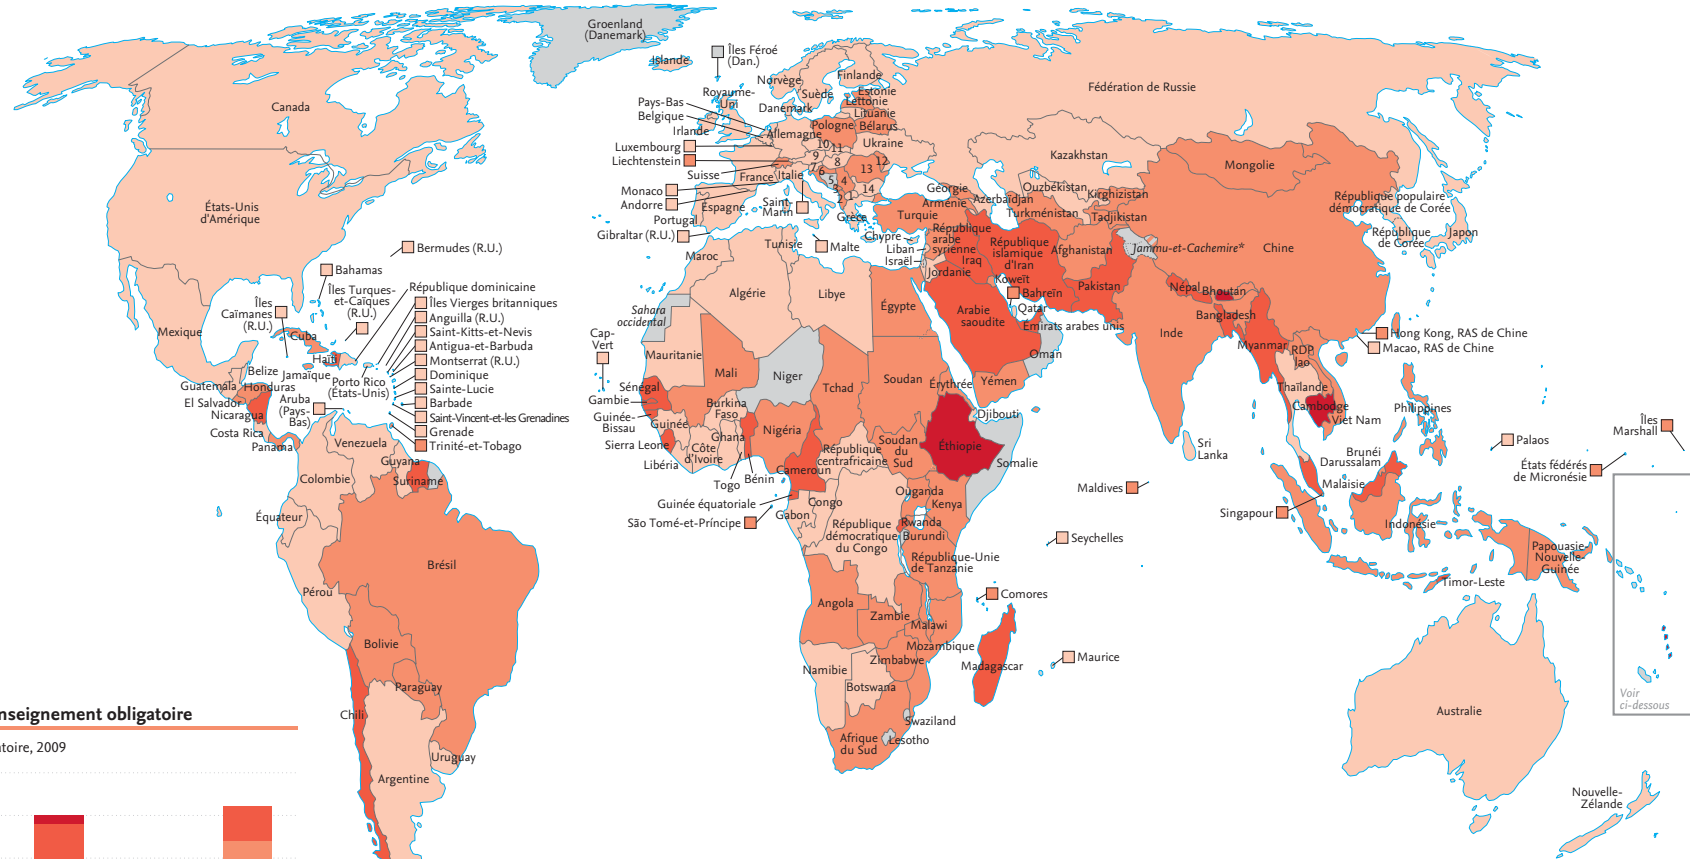 Groenland
(Danemark)
Îles Féroé
(Dan.)
Islande
Norvège
Finlande
Suède
Estonie
Lettonie
Lituanie
Royaume-
Uni
Danemark
Pays-Bas
Belgique
Irlande
Allemagne
Pologne
Bélarus
Luxembourg
Liechtenstein
Suisse
France
Italie
Ukraine
10
11
9
8
12
13
7
6
5
4
3
14
2
1
Monaco
Andorre
Espagne
Saint-
Marin
Portugal
Gibraltar (R.U.)
Grèce
Malte
Fédération de Russie
Canada
États-Unis
d'Amérique
Kazakhstan
Mongolie
Géorgie
Ouzbékistan
Kirghizistan
Arménie
Azerbaïdjan
Turquie
Turkménistan
Tadjikistan
République populaire
démocratique de Corée
République
de Corée
Japon
Chypre
Liban
Israël
République
arabe
syrienne
Iraq
République
islamique
d'Iran
Afghanistan
Jammu-et-Cachemire*
Chine
Jordanie
Koweït
Bahreïn
Qatar
Pakistan
Népal
Bhoutan
Bangladesh
Émirats arabes unis
Arabie
saoudite
Oman
Yémen
Inde
Myanmar
RDP
lao
Thaïlande
Cambodge
Viet Nam
Philippines
Hong Kong, RAS de Chine
Macao, RAS de Chine
Sri
Lanka
Brunéi
Darussalam
Malaisie
Singapour
Indonésie
Palaos
Îles
Marshall
États fédérés
de Micronésie
Papouasie-
Nouvelle-
Guinée
Timor-Leste
Maldives
Seychelles
Comores
Maurice
Madagascar
Bermudes (R.U.)
Bahamas
Îles
Caïmanes
(R.U.)
Îles Turques-
et-Caïques
(R.U.)
République dominicaine
Îles Vierges britanniques
Anguilla (R.U.)
Saint-Kitts-et-Nevis
Antigua-et-Barbuda
Montserrat (R.U.)
Dominique
Sainte-Lucie
Barbade
Saint-Vincent-et-les Grenadines
Grenade
Trinité-et-Tobago
Mexique
Cuba
Haïti
Belize
Jamaïque
Porto Rico
(États-Unis)
Guatemala
Honduras
El Salvador
Nicaragua
Aruba
(Pays-
Bas)
Costa Rica
Panama
Venezuela
Guyana
Suriname
Colombie
Équateur
Brésil
Pérou
Bolivie
Paraguay
Chili
Uruguay
Argentine
Tunisie
Maroc
Algérie
Libye
Égypte
Sahara
occidental
Cap-
Vert
Mauritanie
Mali
Niger
Tchad
Soudan
Érythrée
Djibouti
Sénégal
Gambie
Guinée-
Bissau
Guinée
Sierra Leone
Libéria
Burkina
Faso
Ghana
Côte
d'Ivoire
Togo
Bénin
Nigéria
Cameroun
République
centrafricaine
Soudan
du
Sud
Éthiopie
Somalie
Guinée équatoriale
São Tomé-et-Príncipe
Gabon
Congo
République
démocratique
du Congo
Ouganda
Kenya
Rwanda
Burundi
République-Unie
de Tanzanie
Angola
Zambie
Malawi
Mozambique
Zimbabwe
Namibie
Botswana
Swaziland
Lesotho
Afrique
du Sud
Australie
Nouvelle-
Zélande
Voir
ci-dessous
nseignement obligatoire
toire, 2009